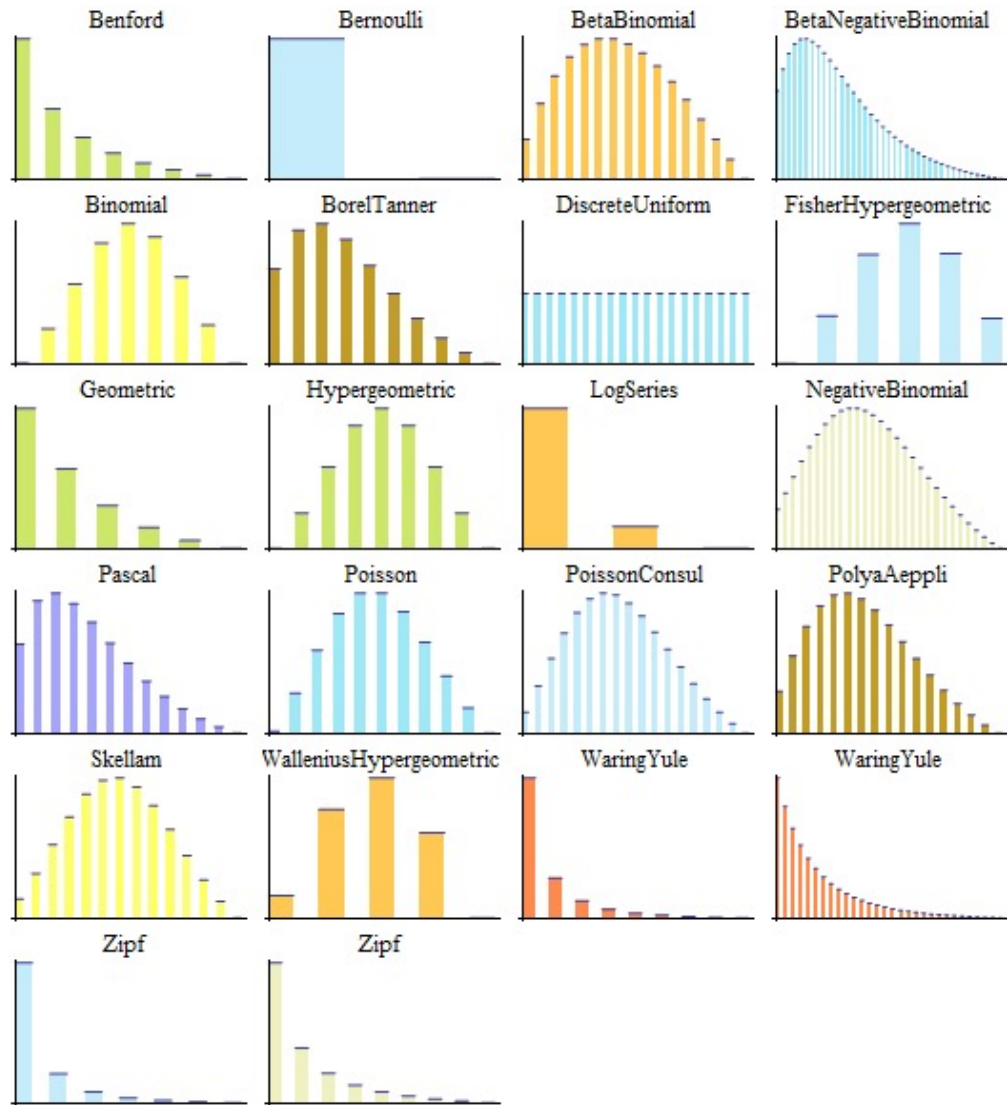 Benford
Bernoulli
BetaBinomial
BetaNegativeBinomial
Binomial
BorelTanner
DiscreteUniform
FisherHypergeometric
Geometric
Hypergeometric
LogSeries
NegativeBinomial
Pascal
Poisson
PoissonConsul
PolyaAeppli
Skellam
WalleniusHypergeometric
WaringYule
WaringYule
Zipf
Zipf